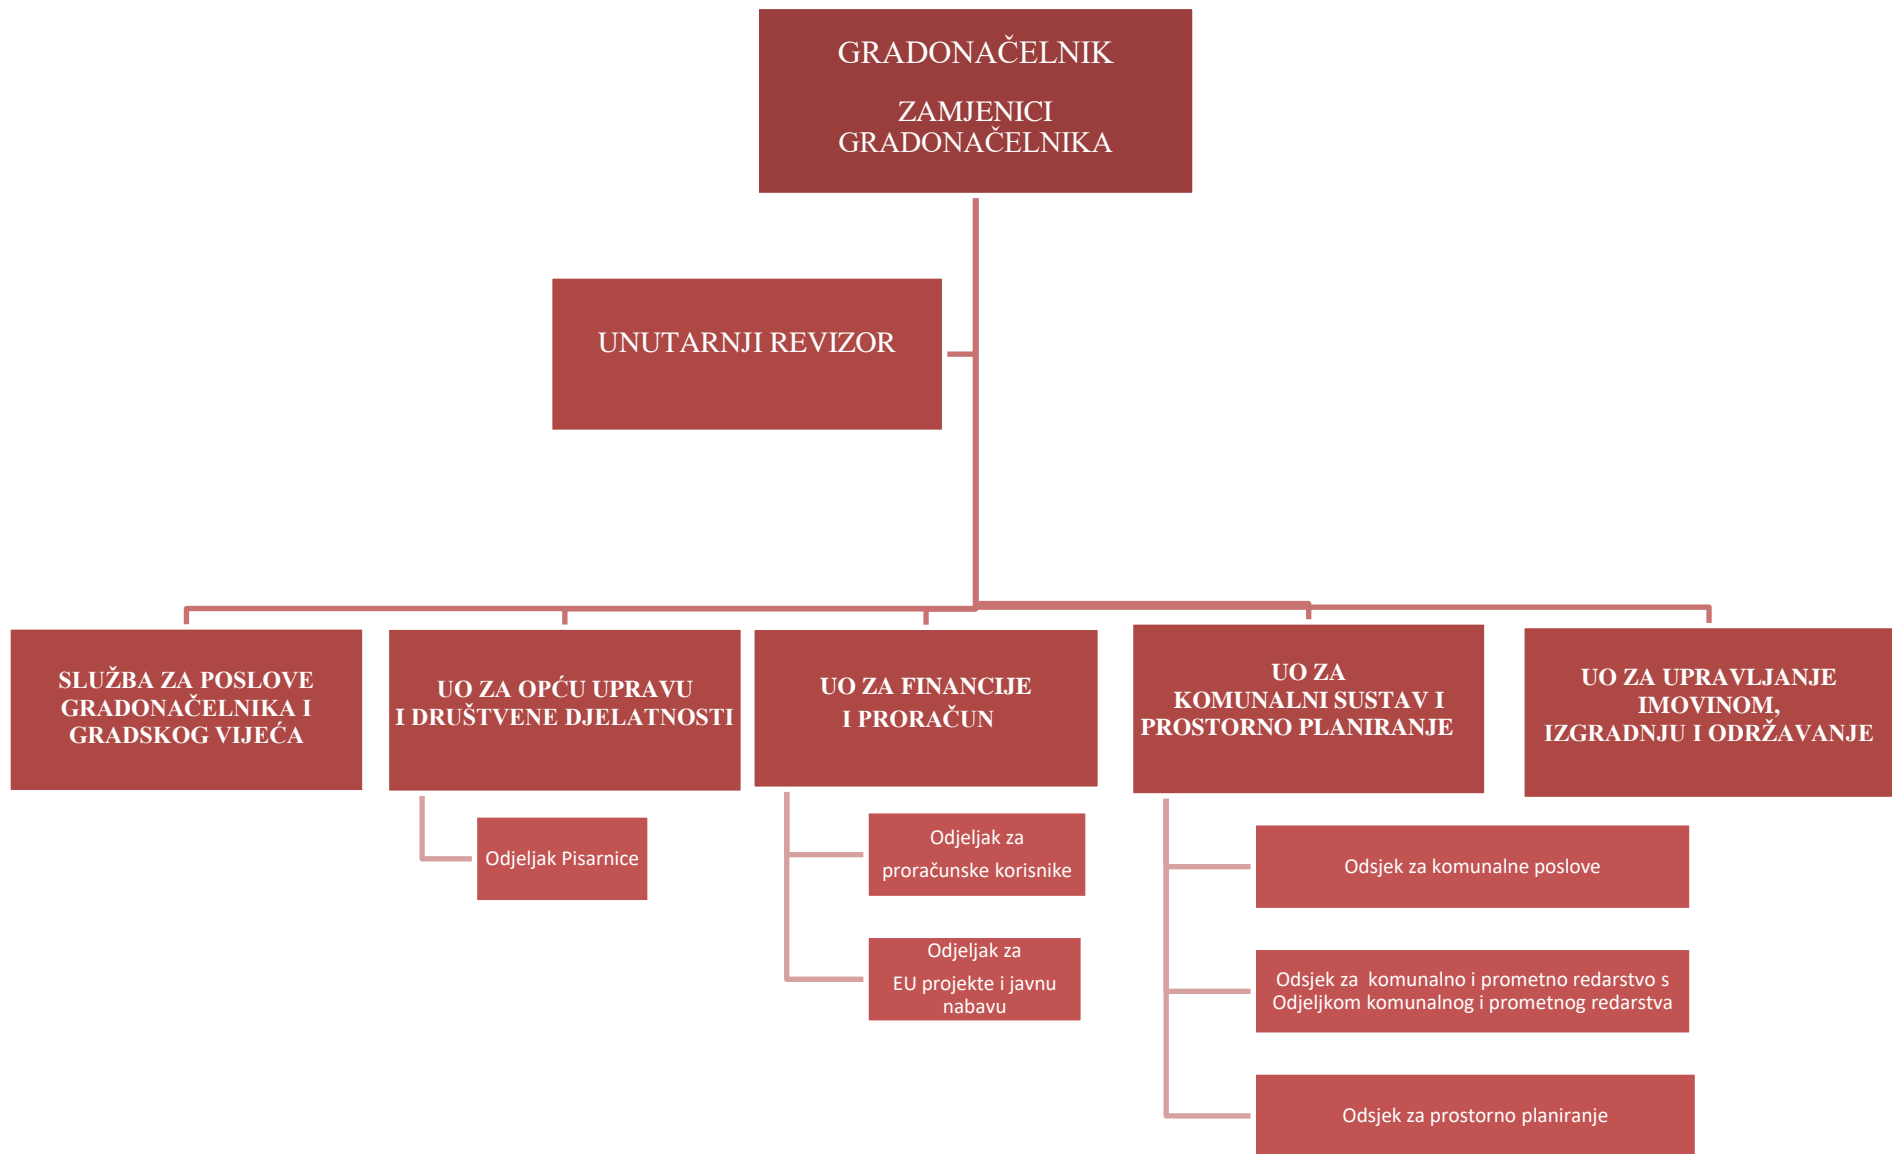 GRADONAČELNIK
ZAMJENICI
GRADONAČELNIKA
UNUTARNJI REVIZOR
SLUŽBA ZA POSLOVE
GRADONAČELNIKA I
GRADSKOG VIJEĆA
UO ZA OPĆU UPRAVU
I DRUŠTVENE DJELATNOSTI
UO ZA FINANCIJE
I PRORAČUN
UO ZA
KOMUNALNI SUSTAV I
PROSTORNO PLANIRANJE
UO ZA UPRAVLJANJE
IMOVINOM,
IZGRADNJU I ODRŽAVANJE
Odjeljak Pisarnice
Odjeljak za
proračunske korisnike
Odjeljak za
EU projekte i javnu
nabavu
Odsjek za komunalne poslove
Odsjek za  komunalno i prometno redarstvo s
Odjeljkom komunalnog i prometnog redarstva
Odsjek za prostorno planiranje